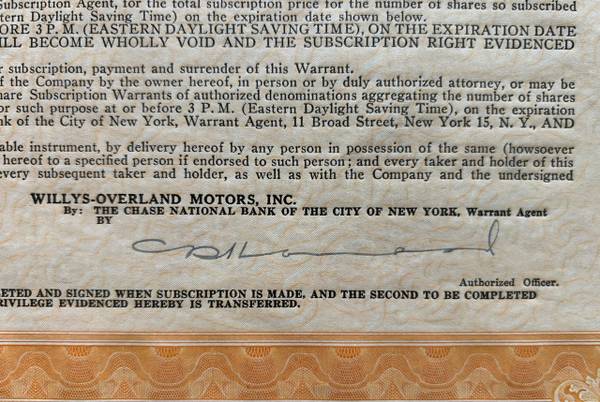 Subscription Agent, for the total subscription price for the number of shares so subscribed
tern Daylight Saving Time) on the expiration date shown below.
ORE 3 P. M. (EASTERN DAYLIGHT SAVING TIME), ON THE EXPIRATION DATE
ILL BECOME WHOLLY VOID AND THE SUBSCRIPTION RIGHT EVIDENCED
r subscription, payment and surrender of this Warrant.
f the Company by the owner hereof, in person or by duly authorized attorney, or may be
hare Subscription Warrants of authorized denominations aggregating the number of shares
or such purpose at or before 3 P. M. (Eastern Daylight Saving Time), on the expiration
nk of the City of New York, Warrant Agent, 11 Broad Street, New York 15, N. Y., AND
able instrument, by delivery hereof by any person in possession of the same (howsoever
hereof to a specified person if endorsed to such person; and every taker and holder of this
every subsequent taker and holder, as well as with the Company and the undersigned
WILLYS-OVERLAND MOTORS, INC.
By: THE CHASE NATIONAL BANK OF THE CITY OF NEW YORK, Warrant Agent
BY
Authorized Officer.
ETED AND SIGNED WHEN SUBSCRIPTION IS MADE, AND THE SECOND TO BE COMPLETED
RIVILEGE EVIDENCED HEREBY IS TRANSFERRED.